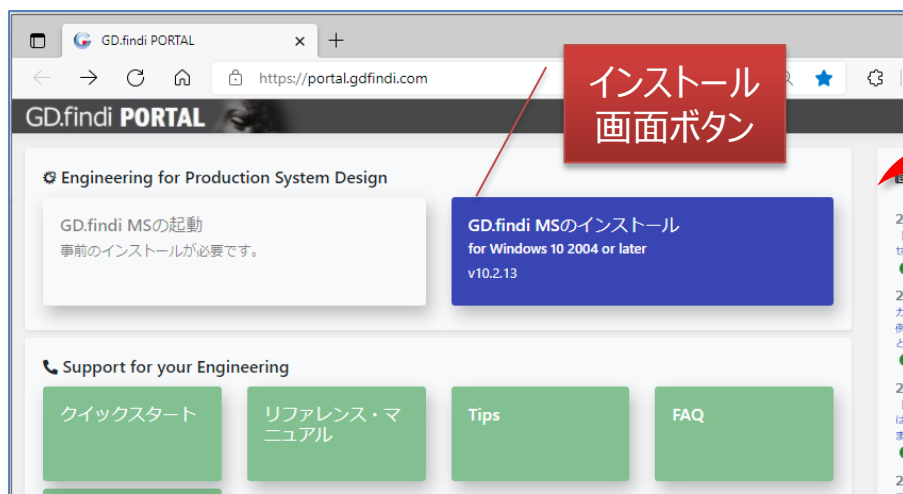 GD.findi PORTAL
https://portal.gdfindi.com
インストール
画面ボタン
GD.findi PORTAL
Engineering for Production System Design
GD.findi MSの起動
事前のインストールが必要です。
GD.findi MSのインストール
for Windows 10 2004 or later
v10.2.13
Support for your Engineering
クイックスタート
リファレンス・マ
ニュアル
Tips
FAQ